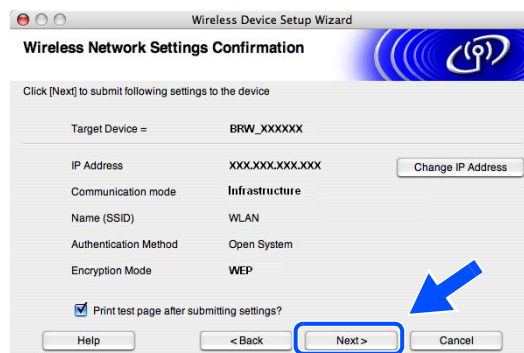 Wireless Device Setup Wizard
Wireless Network Settings Confirmation
Click [Next] to submit following settings to the device
Target Device = BRW_XXXXXX
IP Address XXX.XXX.XXX.XXX Change IP Address
Communication mode Infrastructure
Name (SSID) WLAN
Authentication Method Open System
Encryption Mode WEP
Print test page after submitting settings?
Help < Back Next > Cancel